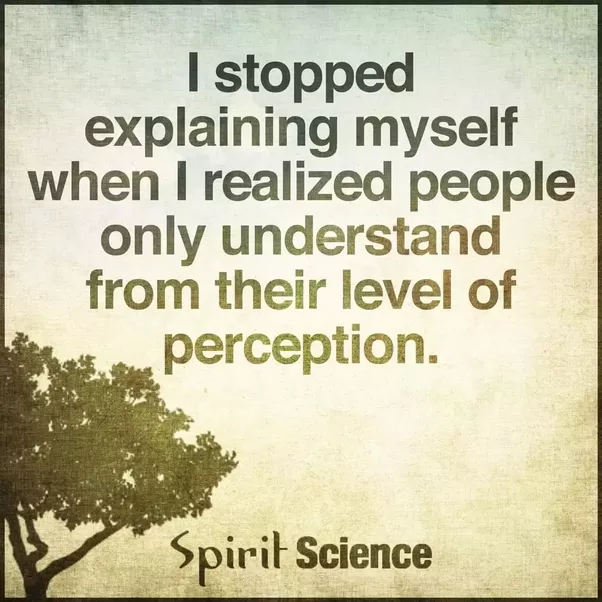 I stopped
explaining myself
when I realized people
only understand
from their level of
perception.
Spirit Science